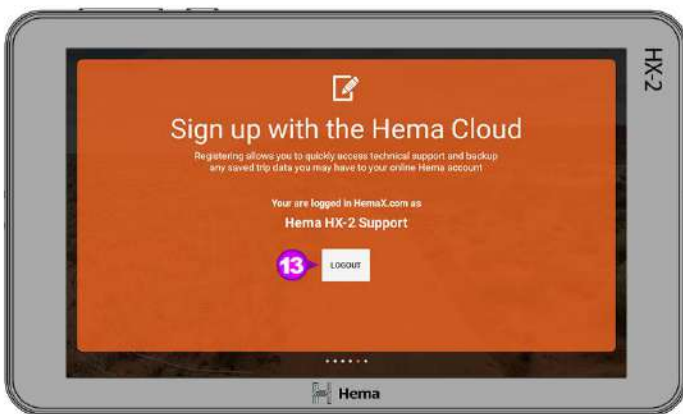 HX-2
Sign up with the Hema Cloud
Registering allows you to quickly access technical support and backup
any saved trip data you may have to your online Hema account
Your are logged in HemaX.com as
Hema HX-2 Support
13
LOGOUT
Hema